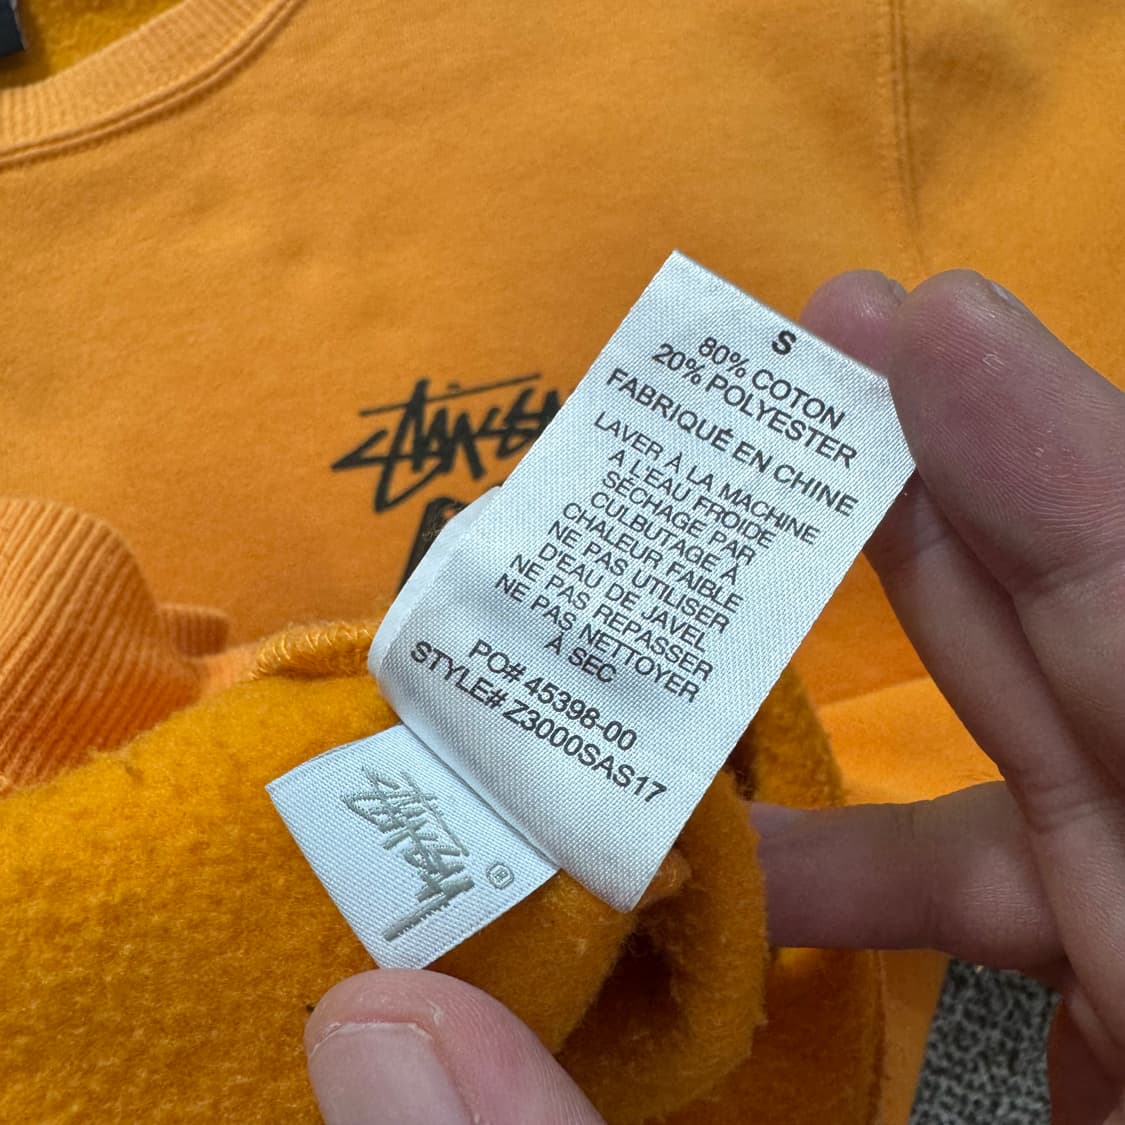 S
80% COTON
20% POLYESTER
FABRIQUÉ EN CHINE
LAVER À LA MACHINE
À L'EAU FROIDE
SÉCHAGE PAR
CULBUTAGE À
CHALEUR FAIBLE
NE PAS UTILISER
D'EAU DE JAVEL
NE PAS REPASSER
NE PAS NETTOYER
À SEC
PO# 45398-00
STYLE# Z3000SAS17
Stüssy ®